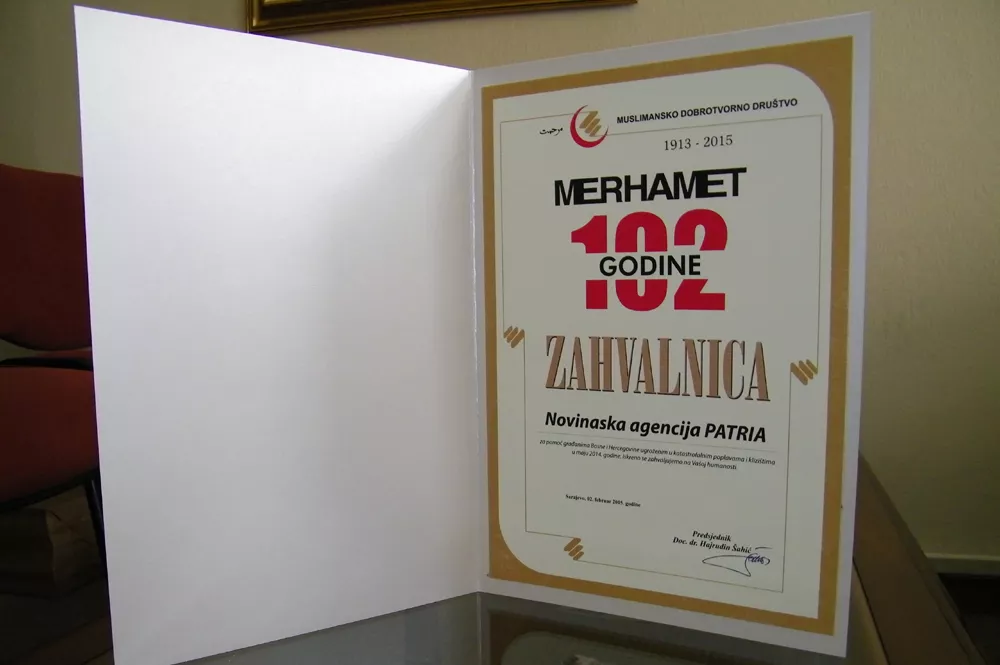 مرحمت
MUSLIMANSKO DOBROTVORNO DRUŠTVO
1913 - 2015
MERHAMET
102
GODINE
ZAHVALNICA
Novinaska agencija PATRIA
za pomoć građanima Bosne i Hercegovine ugroženim u katastrofalnim poplavama i klizištima
u maju 2014. godine. Iskreno se zahvaljujemo na Vašoj humanosti.
Sarajevo, 02. februar 2015. godine
Predsjednik
Doc. dr. Hajrudin Šahić